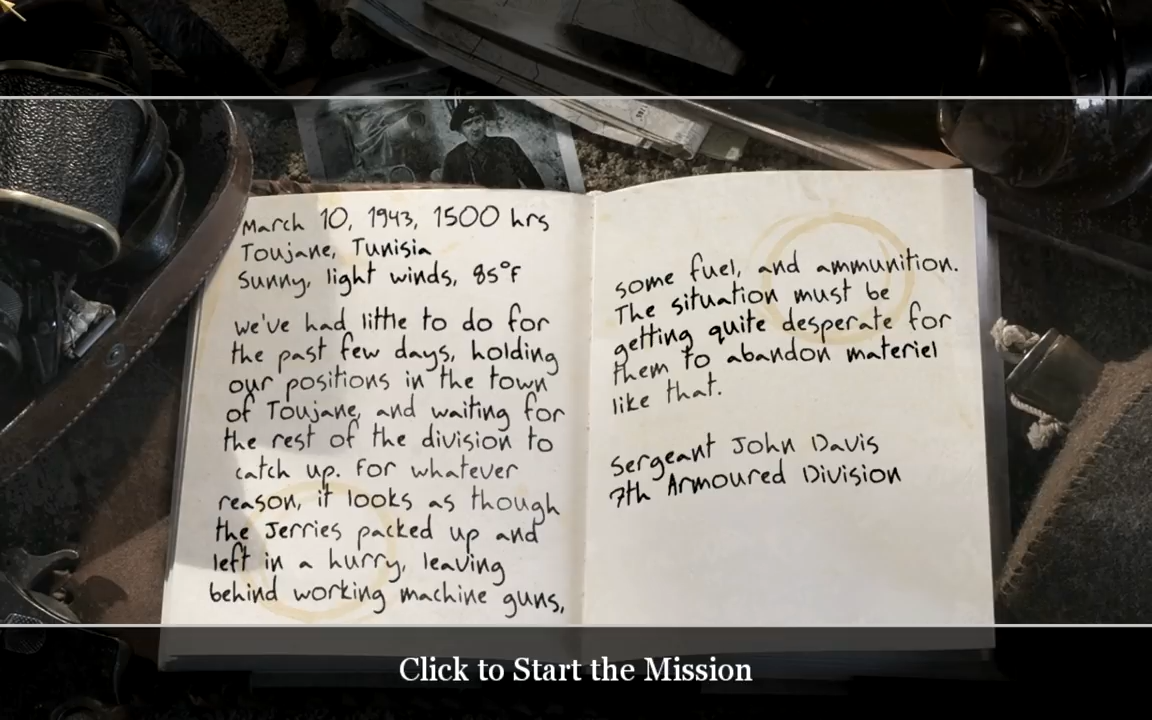 March 10, 1943, 1500 hrs
Toujane, Tunisia
Sunny, light winds, 85°F
we've had little to do for
the past few days, holding
our positions in the town
of Toujane, and waiting for
the rest of the division to
catch up. For whatever
reason, it looks as though
the Jerries packed up and
left in a hurry, leaving
behind working machine guns,
some fuel, and ammunition.
The situation must be
getting quite desperate for
them to abandon materiel
like that.
Sergeant John Davis
7th Armoured Division
Click to Start the Mission